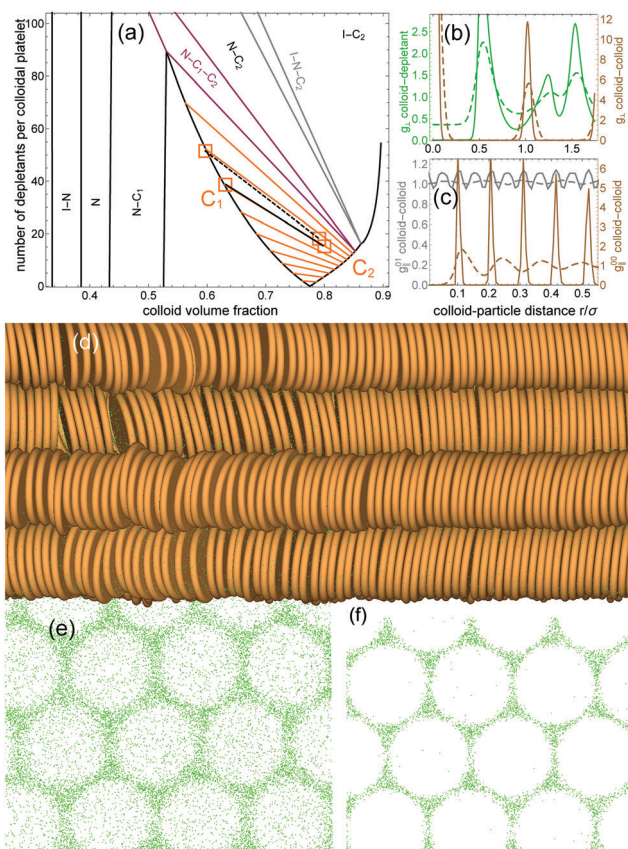 (a)
number of depletants per colloidal platelet
100
80
60
40
20
0
I–N
N
N–C1
N–C1–C2
N–C2
I–N–C2
I–C2
C1
C2
0.4 0.5 0.6 0.7 0.8 0.9
colloid volume fraction
(b)
g⊥ colloid–depletant
2.5
2.0
1.5
1.0
0.5
0.0
12
10
8
6
4
2
0
g⊥ colloid–colloid
0.0 0.5 1.0 1.5
(c)
g∥01 colloid–colloid
1.2
1.0
0.8
0.6
0.4
0.2
0.0
6
5
4
3
2
1
0
g∥00 colloid–colloid
0.1 0.2 0.3 0.4 0.5
colloid-particle distance r/σ
(d)
(e)
(f)